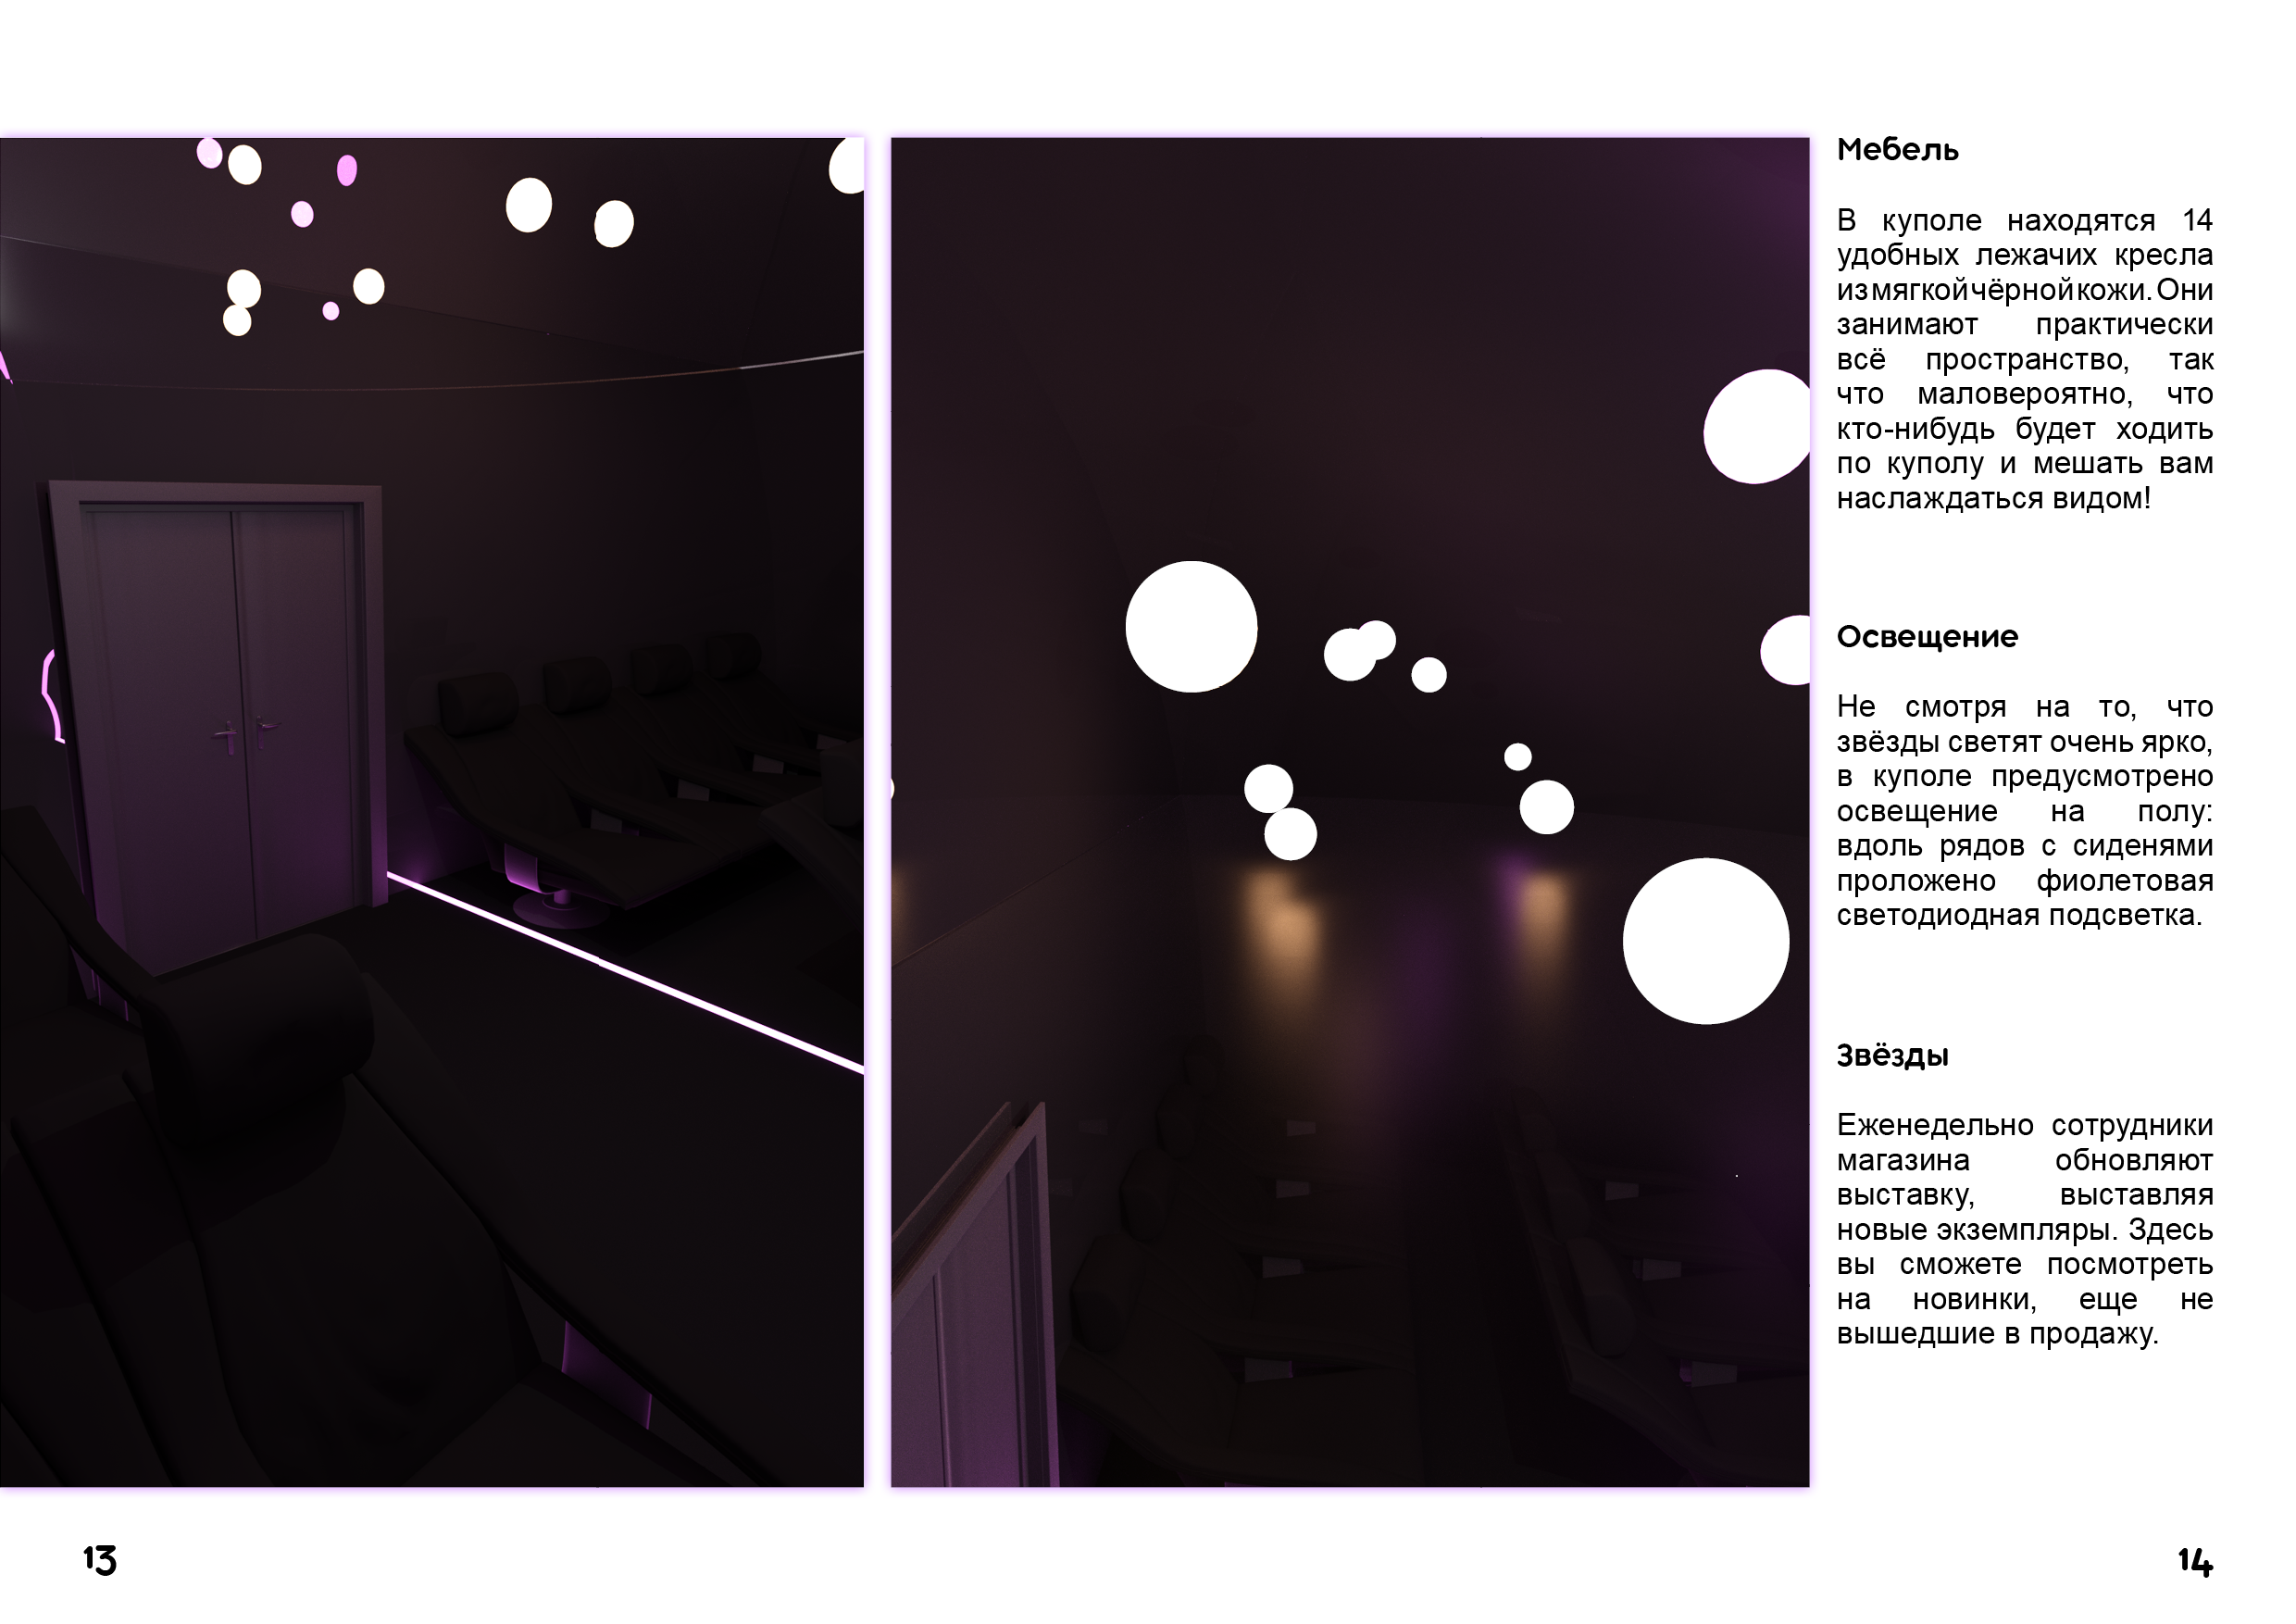 Мебель
В куполе находятся 14
удобных лежачих кресла
из мягкой чёрной кожи. Они
занимают практически
всё пространство, так
что маловероятно, что
кто-нибудь будет ходить
по куполу и мешать вам
наслаждаться видом!
Освещение
Не смотря на то, что
звёзды светят очень ярко,
в куполе предусмотрено
освещение на полу:
вдоль рядов с сиденями
проложено фиолетовая
светодиодная подсветка.
Звёзды
Еженедельно сотрудники
магазина обновляют
выставку, выставляя
новые экземпляры. Здесь
вы сможете посмотреть
на новинки, еще не
вышедшие в продажу.
13
14